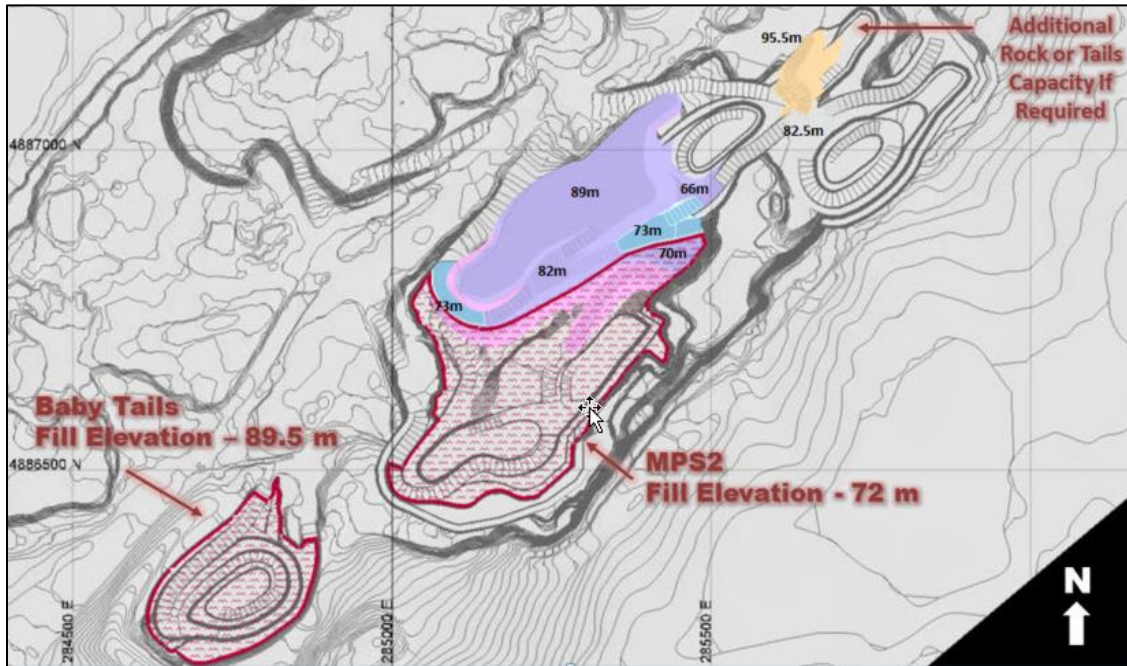 95.5m
Additional
Rock or Tails
Capacity If
Required
82.5m
4887000 N
89m
66m
73m
70m
82m
73m
Baby Tails
Fill Elevation – 89.5 m
4886500 N
MPS2
Fill Elevation - 72 m
N
284500 E
285000 E
285500 E